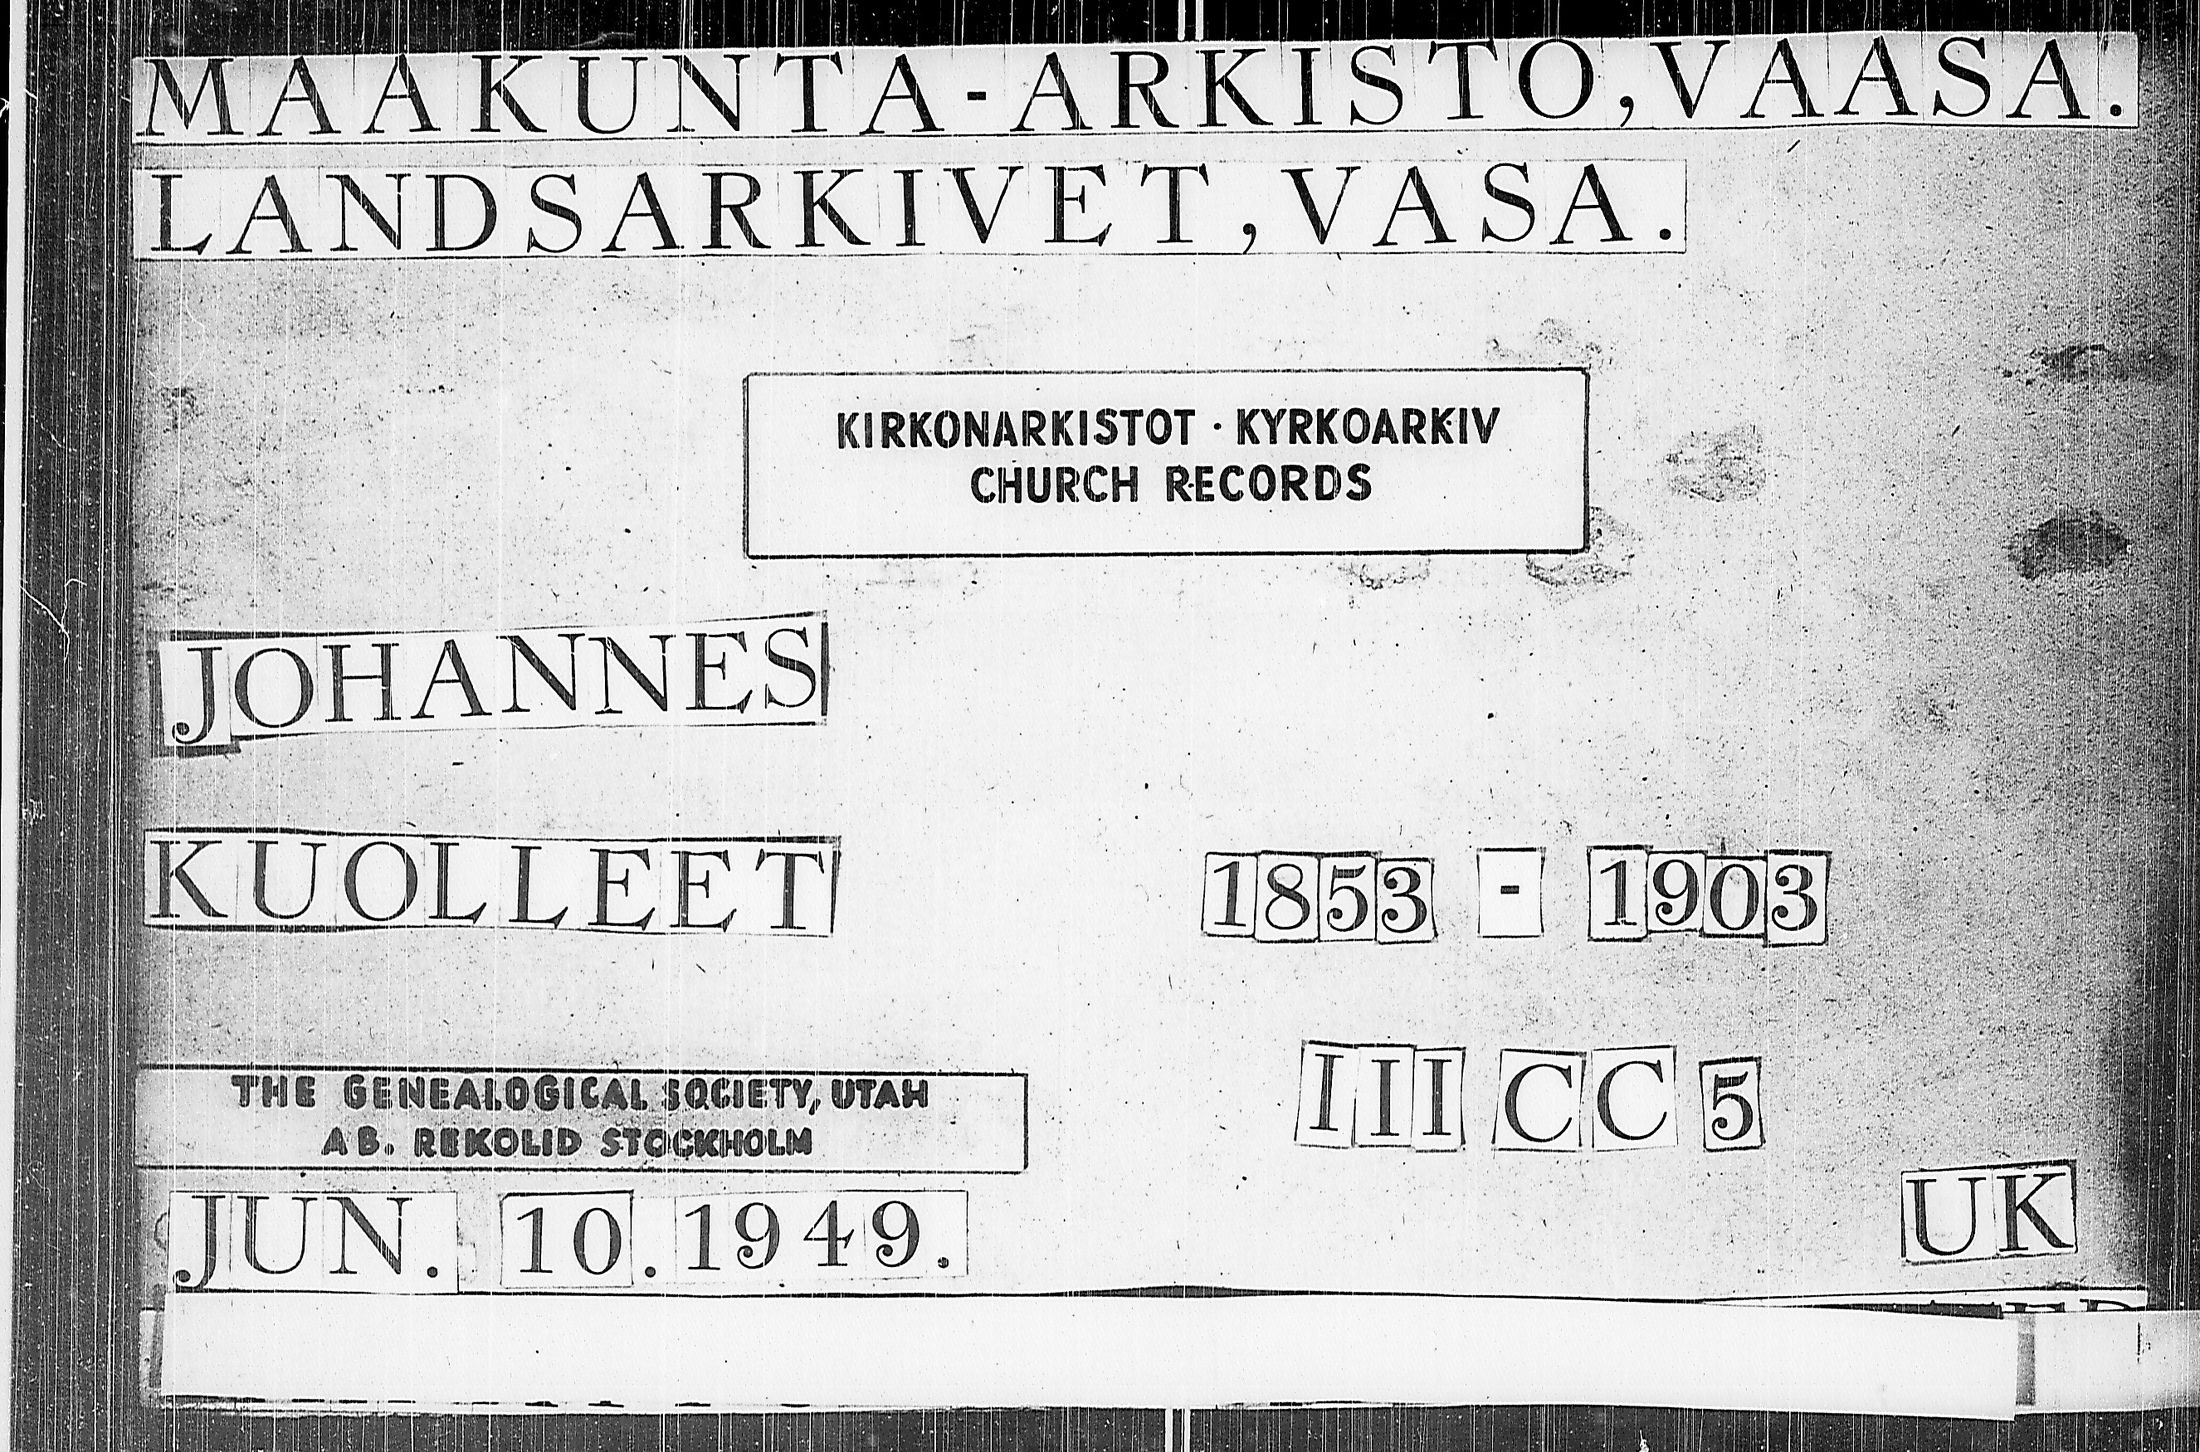 MAAKUNTA-ARKISTO, VAASA.
LANDSARKIVET, VASA.
KIRKONARKISTOT · KYRKOARKIV
CHURCH RECORDS
JOHANNES
KUOLLEET 1853 - 1903
III CC 5
THE GENEALOGICAL SOCIETY, UTAH
AB. REKOLID STOCKHOLM
JUN. 10. 1949.
UK